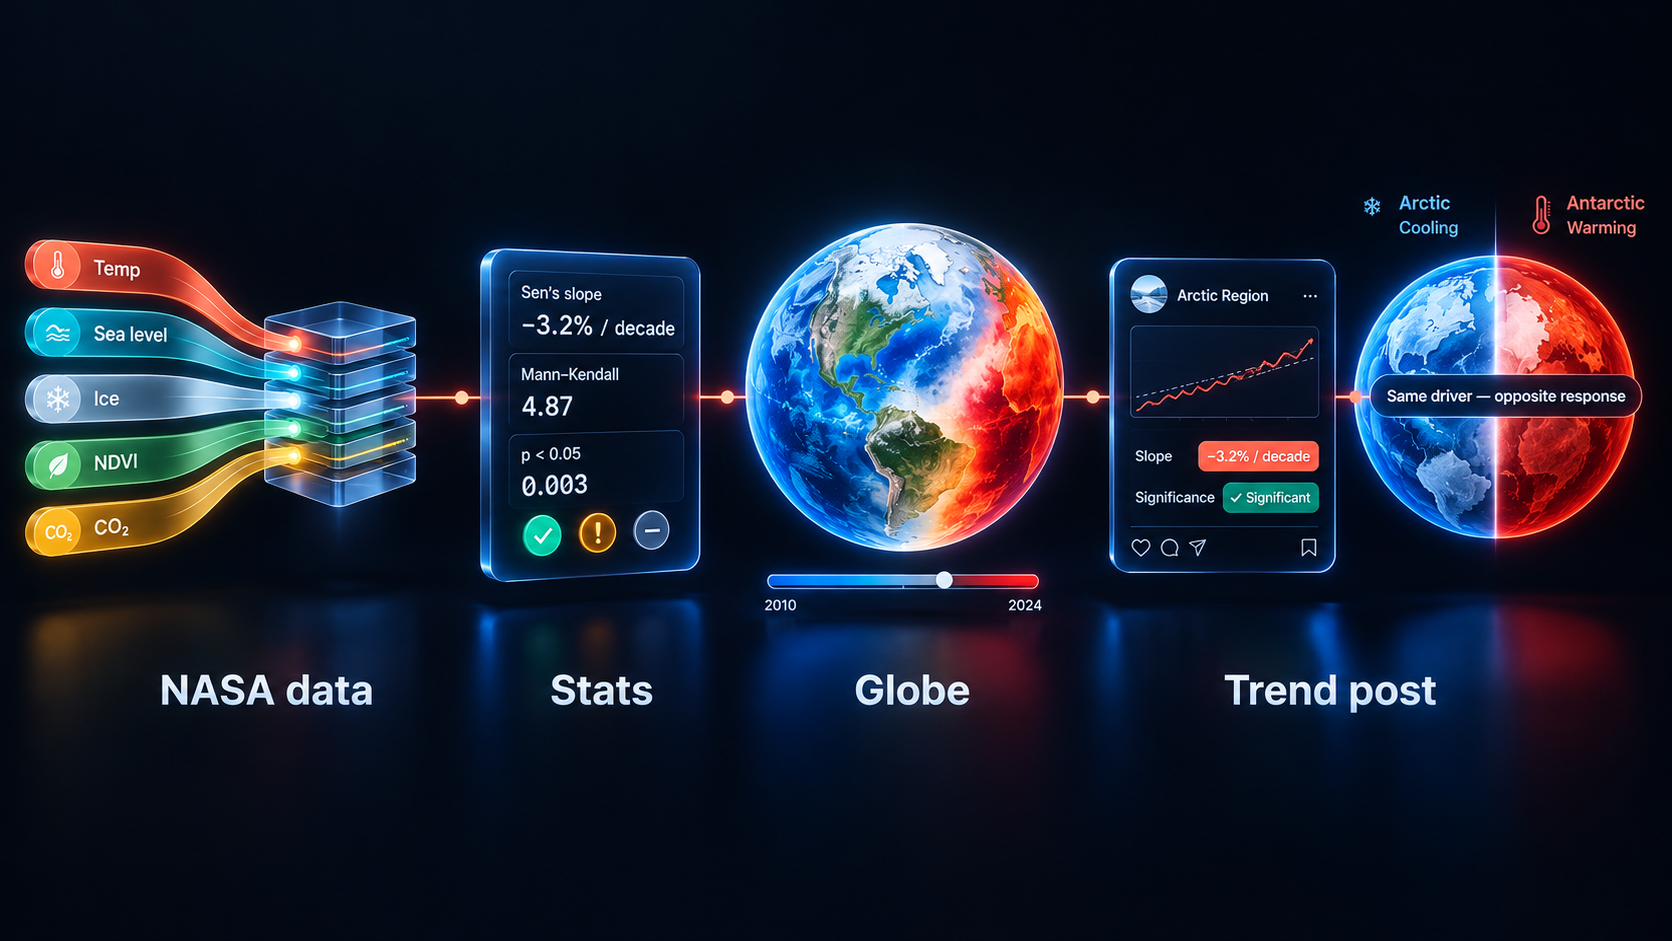 Temp
Sea level
Ice
NDVI
CO₂
CO₂
Sen's slope
−3.2% / decade
Mann–Kendall
4.87
p < 0.05
0.003
2010
2024
Arctic Region
Slope
−3.2% / decade
Significance
Significant
Arctic
Cooling
Antarctic
Warming
Same driver — opposite response
NASA data
Stats
Globe
Trend post